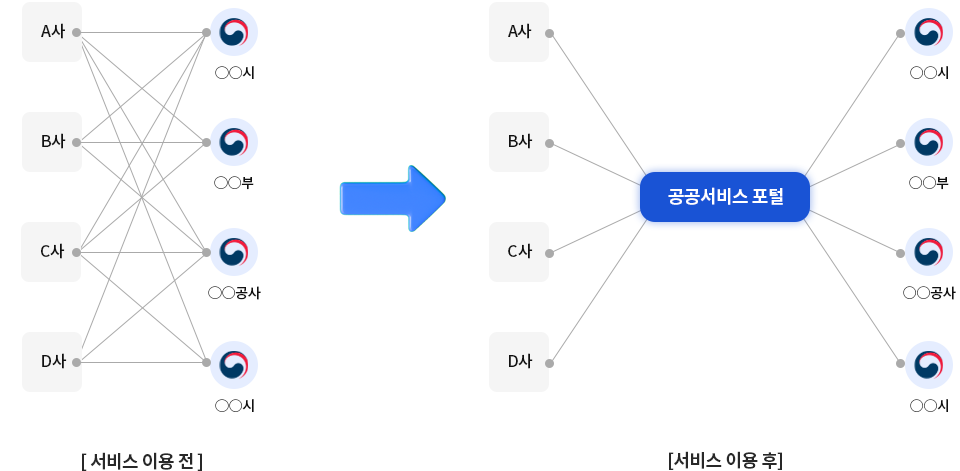 A사
◯◯시
B사
◯◯부
C사
◯◯공사
D사
◯◯시
[ 서비스 이용 전 ]
A사
◯◯시
B사
◯◯부
공공서비스 포털
C사
◯◯공사
D사
◯◯시
[서비스 이용 후]